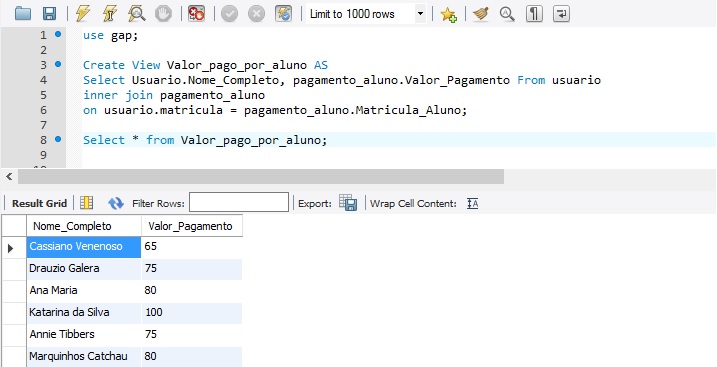 Limit to 1000 rows
1 use gap;
2
3 Create View Valor_pago_por_aluno AS
4 Select Usuario.Nome_Completo, pagamento_aluno.Valor_Pagamento From usuario
5 inner join pagamento_aluno
6 on usuario.matricula = pagamento_aluno.Matricula_Aluno;
7
8 Select * from Valor_pago_por_aluno;
9
Result Grid Filter Rows: Export: Wrap Cell Content: IA
Nome_Completo Valor_Pagamento
Cassiano Venenoso 65
Drauzio Galera 75
Ana Maria 80
Katarina da Silva 100
Annie Tibbers 75
Marquinhos Catchau 80